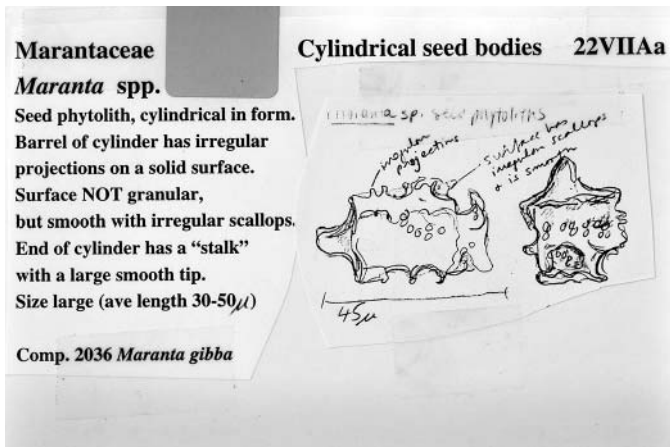 Marantaceae
Cylindrical seed bodies 22VIIAa
Maranta spp.
Seed phytolith, cylindrical in form.
Barrel of cylinder has irregular
projections on a solid surface.
Surface NOT granular,
but smooth with irregular scallops.
End of cylinder has a “stalk”
with a large smooth tip.
Size large (ave length 30-50μ)
Comp. 2036 Maranta gibba
Maranta sp. seed phytoliths
irregular
projections
surface has
irregular scallops
+ is smooth
45μ